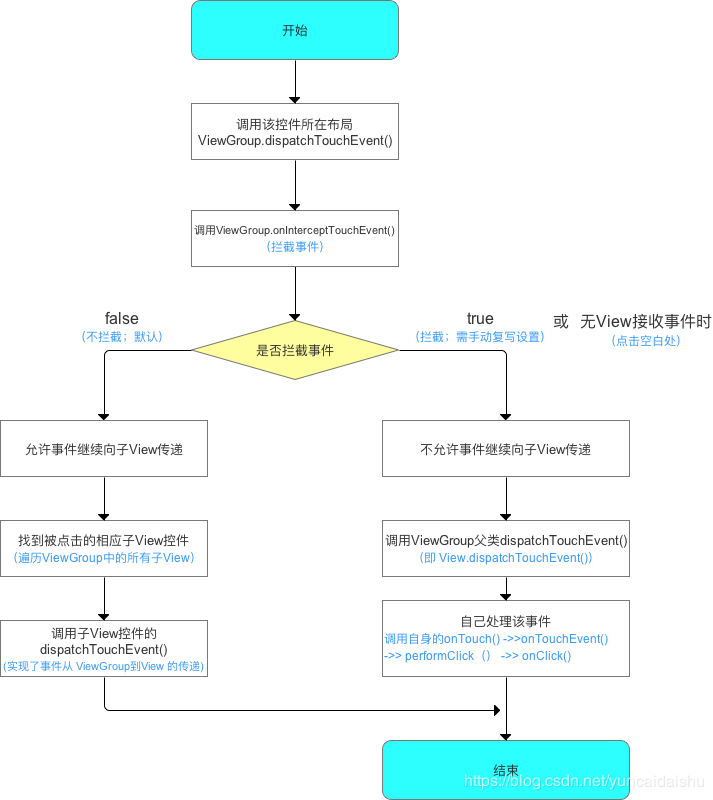 开始
调用该控件所在布局
ViewGroup.dispatchTouchEvent()
调用ViewGroup.onInterceptTouchEvent()
（拦截事件）
false
（不拦截；默认）
true
（拦截；需手动复写设置）
或 无View接收事件时
（点击空白处）
是否拦截事件
允许事件继续向子View传递
不允许事件继续向子View传递
找到被点击的相应子View控件
（遍历ViewGroup中的所有子View）
调用ViewGroup父类dispatchTouchEvent()
（即 View.dispatchTouchEvent()）
调用子View控件的
dispatchTouchEvent()
(实现了事件从 ViewGroup到View 的传递)
自己处理该事件
调用自身的onTouch() ->>onTouchEvent()
->> performClick（） ->> onClick()
结束
https://blog.csdn.net/yuncaidaishu